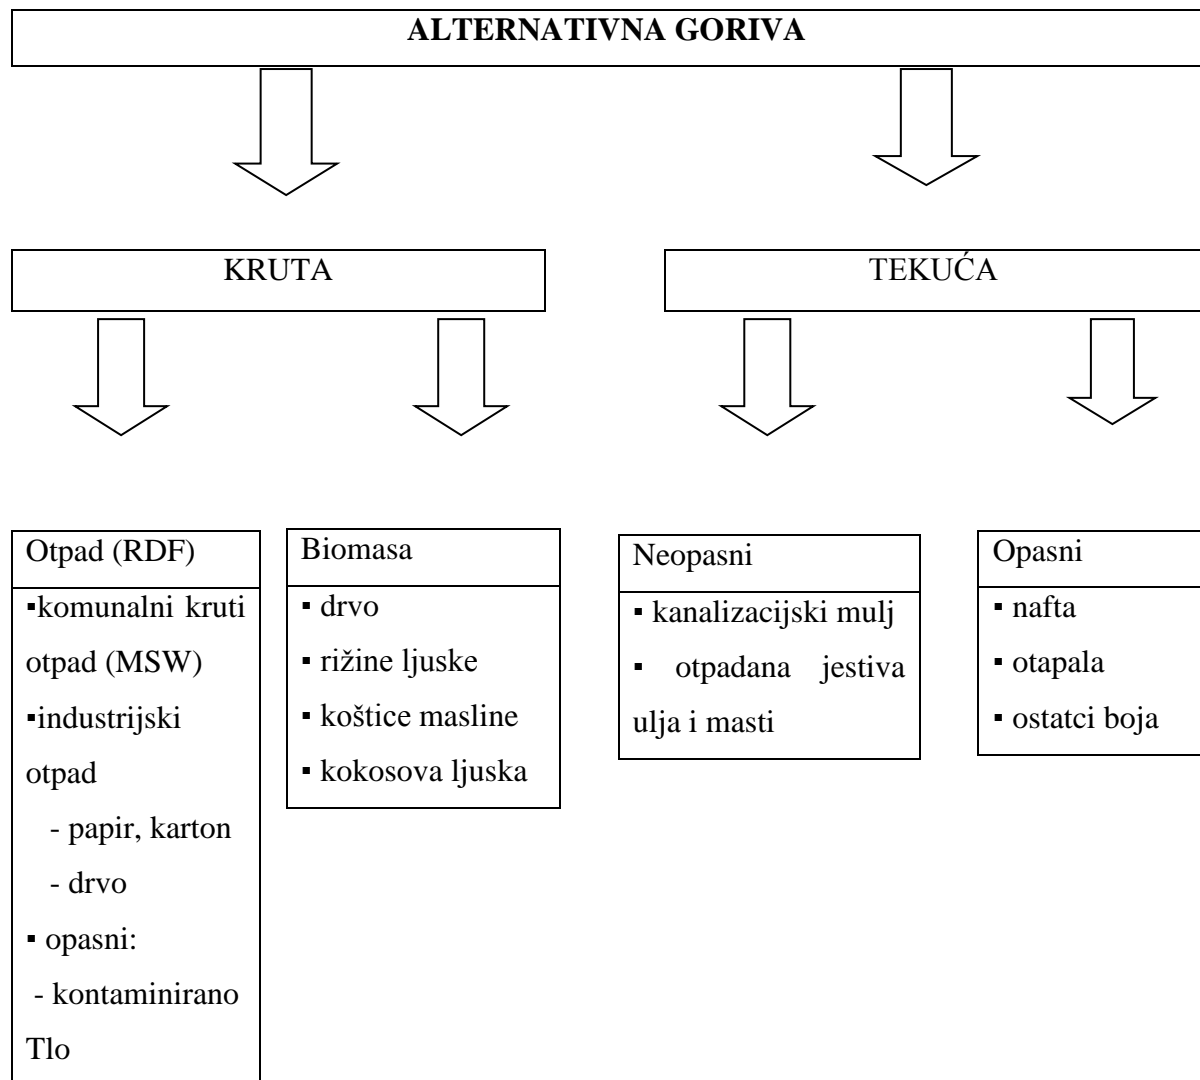 ALTERNATIVNA GORIVA
KRUTA
TEKUĆA
Otpad (RDF)
▪komunalni kruti
otpad (MSW)
▪industrijski
otpad
- papir, karton
- drvo
▪ opasni:
- kontaminirano
Tlo
Biomasa
▪ drvo
▪ rižine ljuske
▪ koštice masline
▪ kokosova ljuska
Neopasni
▪ kanalizacijski mulj
▪ otpadana jestiva
ulja i masti
Opasni
▪ nafta
▪ otapala
▪ ostatci boja